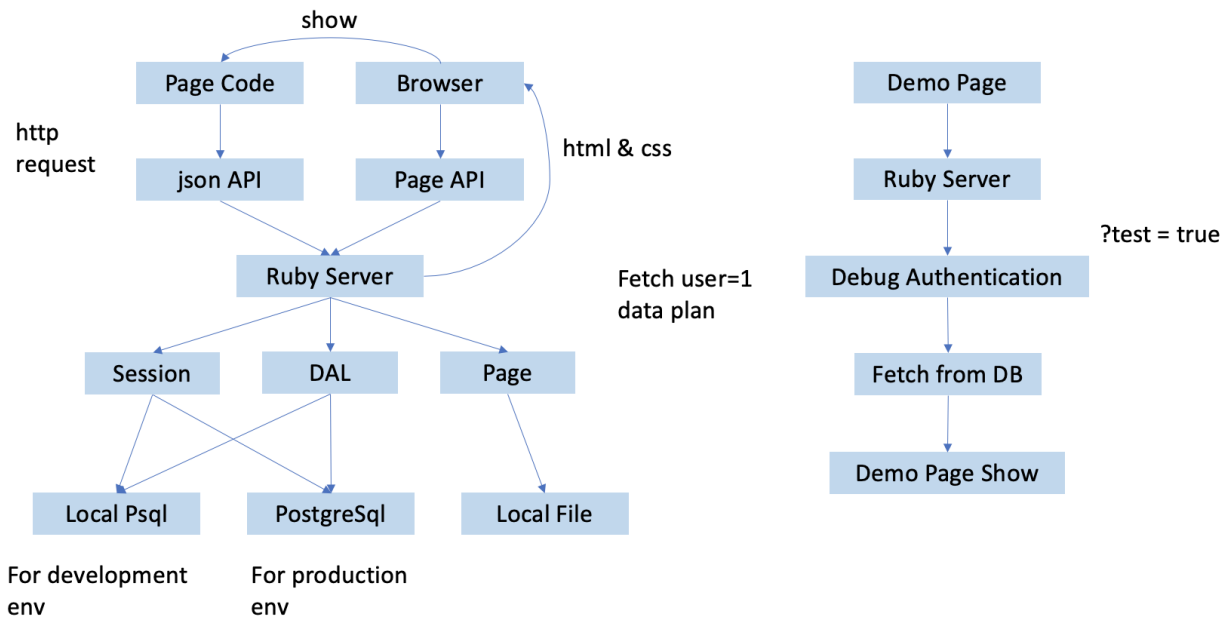 show
Page Code
Browser
http
request
html & css
json API
Page API
Ruby Server
Session
DAL
Page
Local Psql
PostgreSql
Local File
For development
env
For production
env
Demo Page
Ruby Server
?test = true
Fetch user=1
data plan
Debug Authentication
Fetch from DB
Demo Page Show